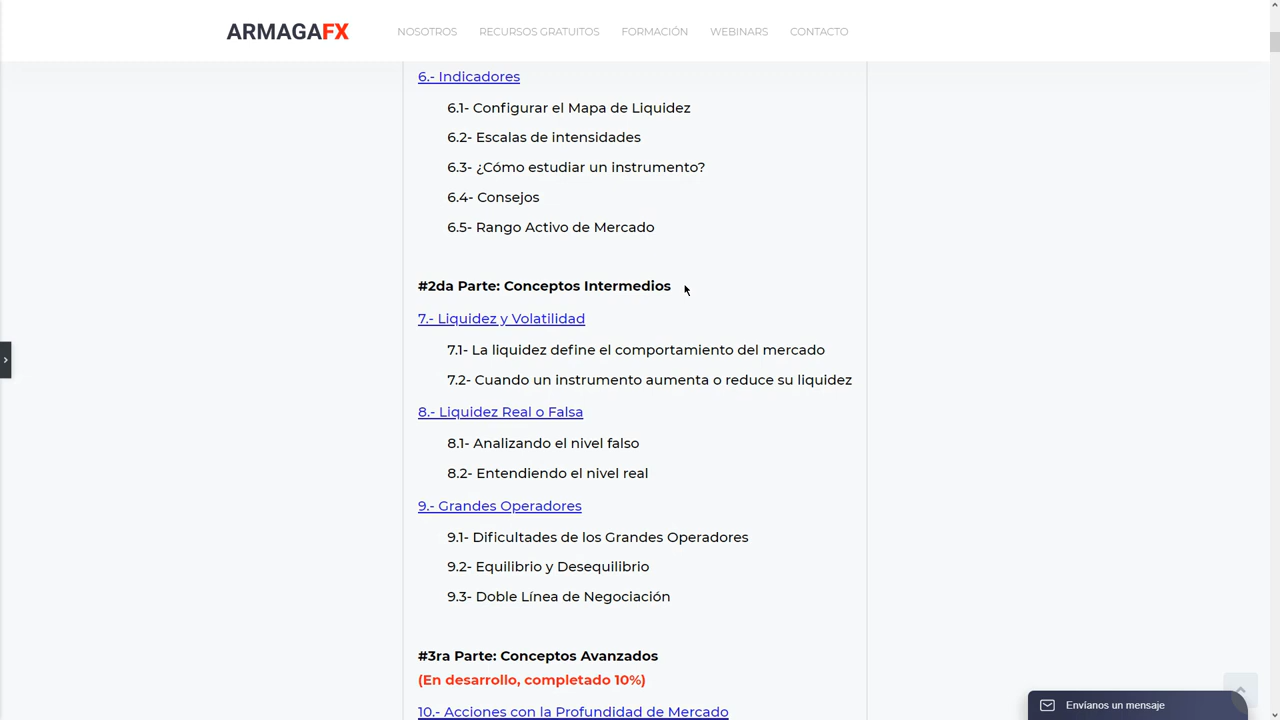 ARMAGAFX
NOSOTROS RECURSOS GRATUITOS FORMACIÓN WEBINARS CONTACTO
6.- Indicadores
6.1- Configurar el Mapa de Liquidez
6.2- Escalas de intensidades
6.3- ¿Cómo estudiar un instrumento?
6.4- Consejos
6.5- Rango Activo de Mercado
#2da Parte: Conceptos Intermedios
7.- Liquidez y Volatilidad
7.1- La liquidez define el comportamiento del mercado
7.2- Cuando un instrumento aumenta o reduce su liquidez
8.- Liquidez Real o Falsa
8.1- Analizando el nivel falso
8.2- Entendiendo el nivel real
9.- Grandes Operadores
9.1- Dificultades de los Grandes Operadores
9.2- Equilibrio y Desequilibrio
9.3- Doble Línea de Negociación
#3ra Parte: Conceptos Avanzados
(En desarrollo, completado 10%)
10.- Acciones con la Profundidad de Mercado
Envíanos un mensaje